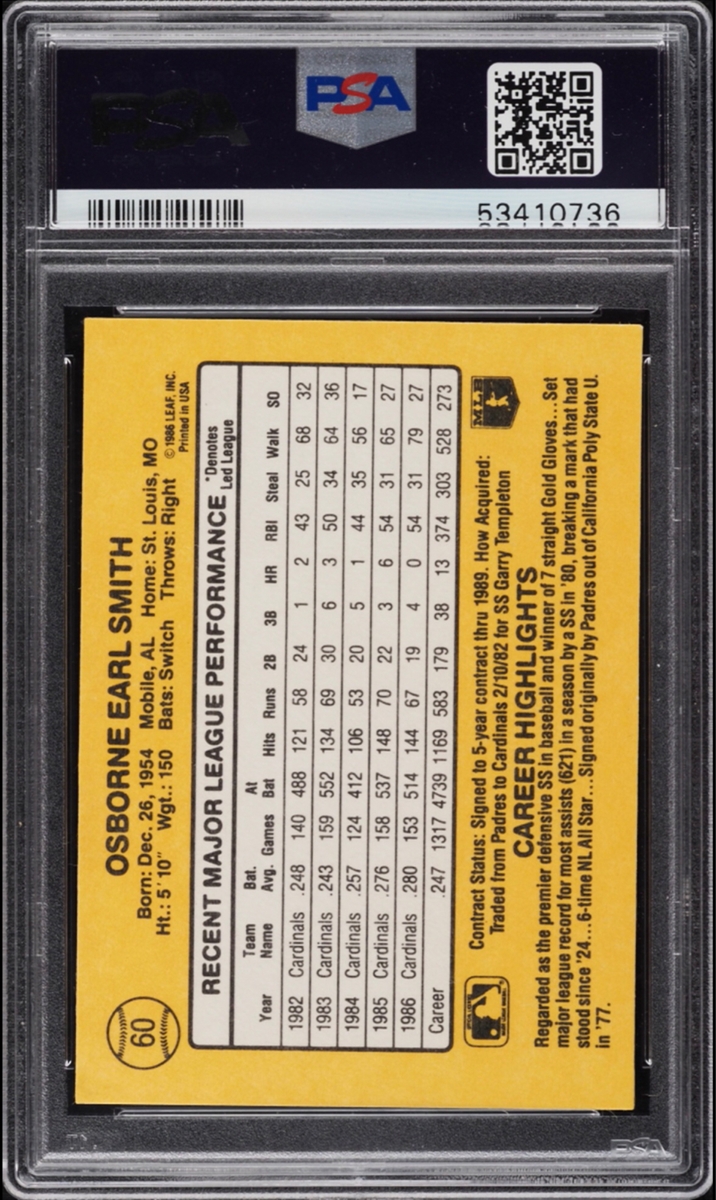 PSA
53410736
60
OSBORNE EARL SMITH
Born: Dec. 26, 1954 Mobile, AL Home: St. Louis, MO
Ht.: 5'10" Wgt.: 150 Bats: Switch Throws: Right
© 1986 LEAF, INC.
Printed in USA
RECENT MAJOR LEAGUE PERFORMANCE
*Denotes
Led League
Year Team Name Bat. Avg. Games At Bat Hits Runs 2B 3B HR RBI Steal Walk SO
1982 Cardinals .248 140 488 121 58 24 1 2 43 25 68 32
1983 Cardinals .243 159 552 134 69 30 6 3 50 34 64 36
1984 Cardinals .257 124 412 106 53 20 5 1 44 35 56 17
1985 Cardinals .276 158 537 148 70 22 3 6 54 31 65 27
1986 Cardinals .280 153 514 144 67 19 4 0 54 31 79 27
Career .247 1317 4739 1169 583 179 38 13 374 303 528 273
Contract Status: Signed to 5-year contract thru 1989. How Acquired:
Traded from Padres to Cardinals 2/10/82 for SS Garry Templeton
MLB
CAREER HIGHLIGHTS
Regarded as the premier defensive SS in baseball and winner of 7 straight Gold Gloves...Set
major league record for most assists (621) in a season by a SS in '80, breaking a mark that had
stood since '24...6-time NL All Star...Signed originally by Padres out of California Poly State U.
in '77.
PSA